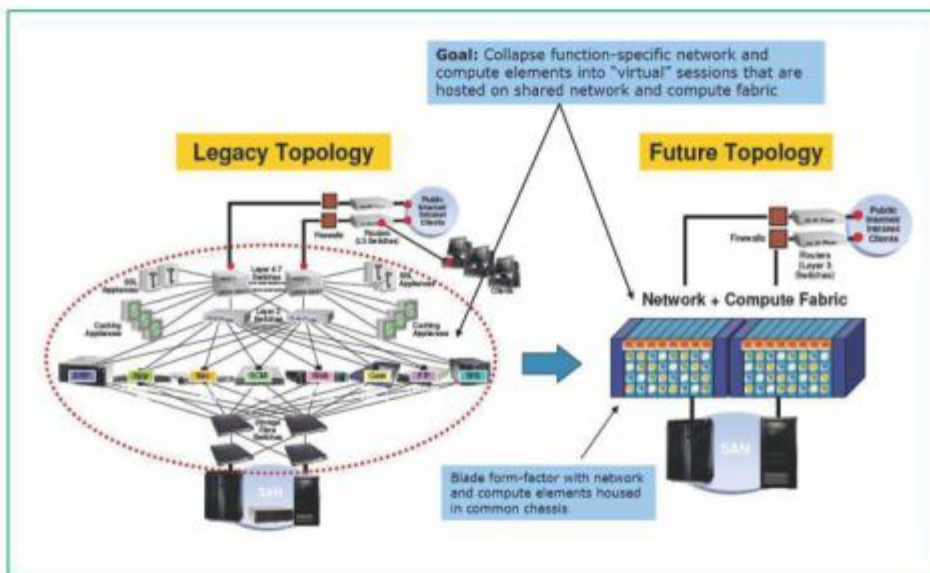 Goal: Collapse function-specific network and
compute elements into "virtual" sessions that are
hosted on shared network and compute fabric
Legacy Topology
Future Topology
Public
Internet
Intranet
Clients
Firewalls
Routers
(L3 Switches)
Clients
Layer 4-7
Switches
SSL
Appliances
SSL
Appliances
Layer 2
Switches
Caching
Appliances
Caching
Appliances
Storage
Fibre
Switches
SAN
Public
Internet
Intranet
Clients
Firewalls
Routers
(Layer 3
Switches)
Network + Compute Fabric
SAN
Blade form-factor with network
and compute elements housed
in common chassis